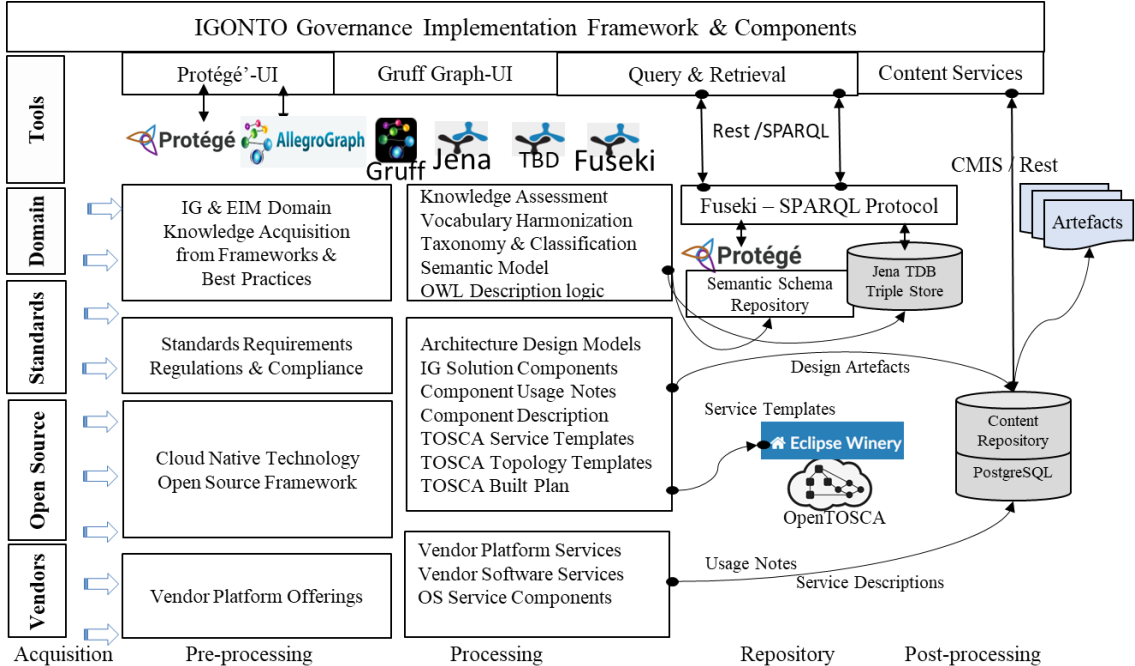 IGONTO Governance Implementation Framework & Components
Tools
Protégé’-UI
Gruff Graph-UI
Query & Retrieval
Content Services
Protégé
AllegroGraph
Gruff
Jena
TBD
Fuseki
Rest /SPARQL
CMIS / Rest
Domain
IG & EIM Domain
Knowledge Acquisition
from Frameworks &
Best Practices
Knowledge Assessment
Vocabulary Harmonization
Taxonomy & Classification
Semantic Model
OWL Description logic
Fuseki – SPARQL Protocol
Protégé
Semantic Schema
Repository
Jena TDB
Triple Store
Artefacts
Standards
Standards Requirements
Regulations & Compliance
Architecture Design Models
IG Solution Components
Component Usage Notes
Component Description
TOSCA Service Templates
TOSCA Topology Templates
TOSCA Built Plan
Design Artefacts
Service Templates
Eclipse Winery
OpenTOSCA
Content
Repository
PostgreSQL
Open Source
Cloud Native Technology
Open Source Framework
Vendors
Vendor Platform Offerings
Vendor Platform Services
Vendor Software Services
OS Service Components
Usage Notes
Service Descriptions
Acquisition
Pre-processing
Processing
Repository
Post-processing